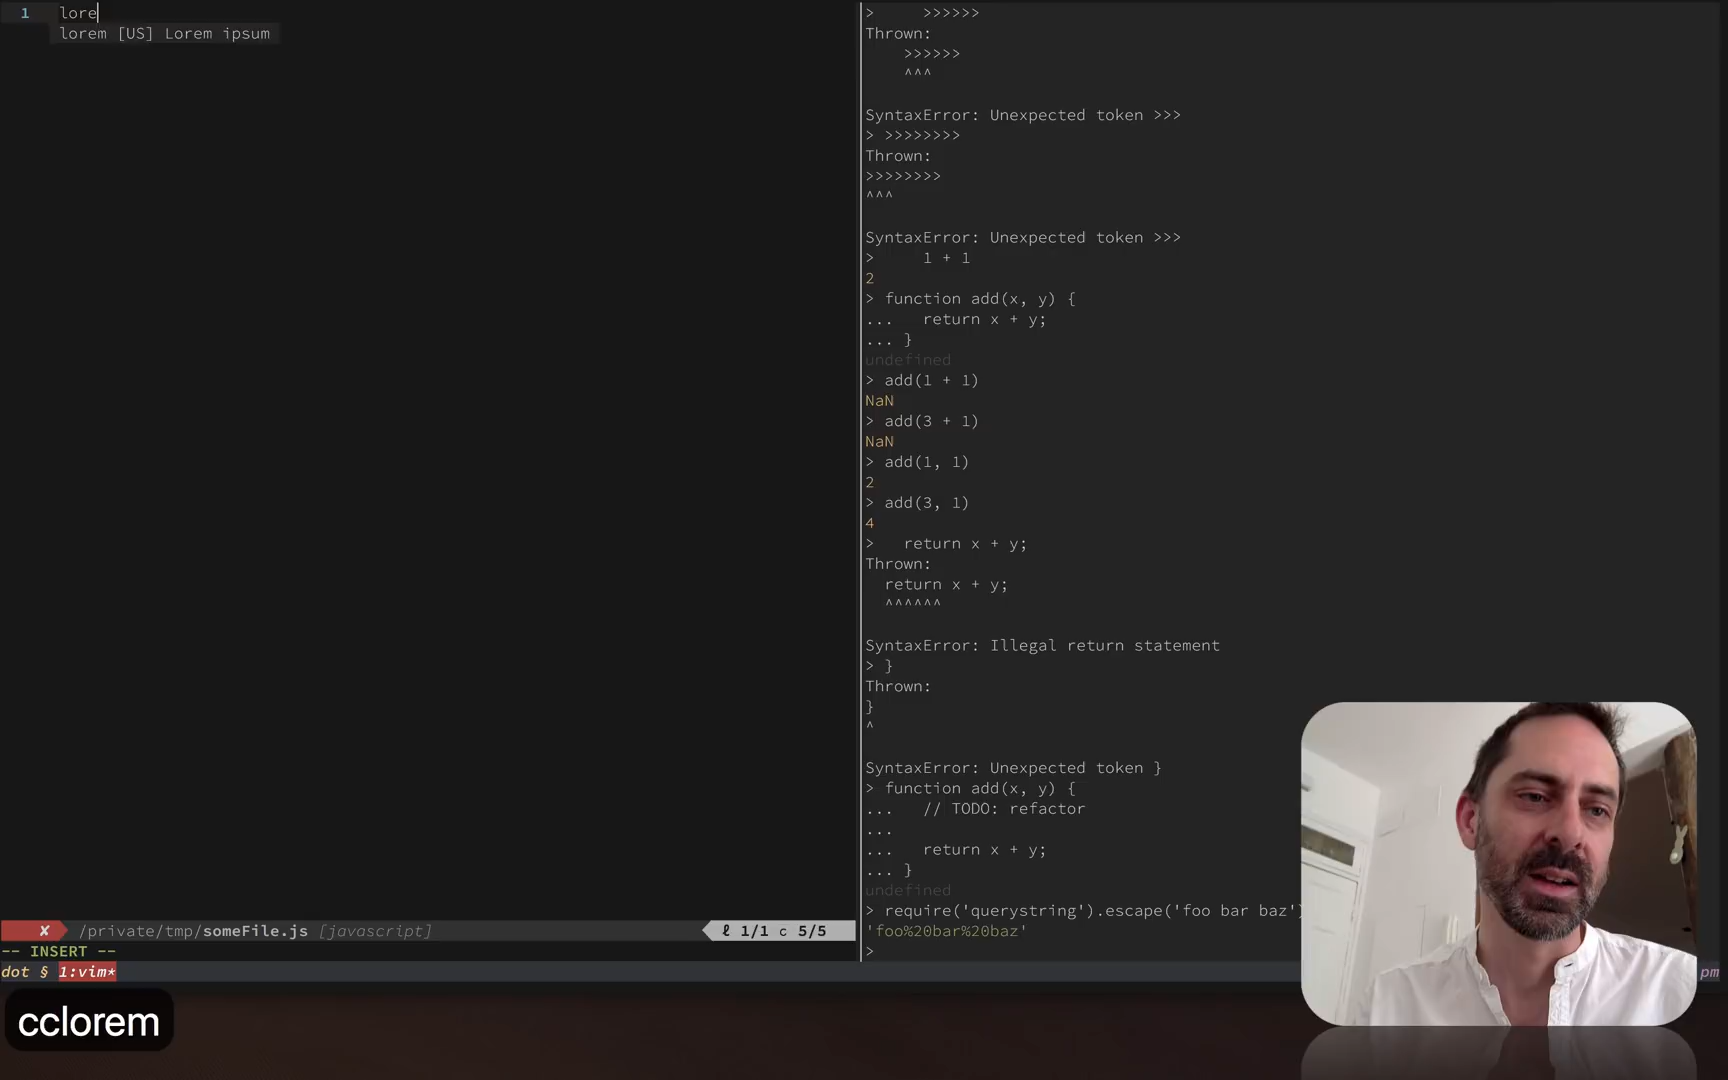 1 lore
lorem [US] Lorem ipsum
✘ /private/tmp/someFile.js [javascript] ℓ 1/1 c 5/5
-- INSERT --
dot § 1:vim*
cclorem
> >>>>>>
Thrown:
>>>>>>
^^^
SyntaxError: Unexpected token >>>
> >>>>>>>>
Thrown:
>>>>>>>>
^^^
SyntaxError: Unexpected token >>>
> 1 + 1
2
> function add(x, y) {
... return x + y;
... }
undefined
> add(1 + 1)
NaN
> add(3 + 1)
NaN
> add(1, 1)
2
> add(3, 1)
4
> return x + y;
Thrown:
return x + y;
^^^^^^
SyntaxError: Illegal return statement
> }
Thrown:
}
^
SyntaxError: Unexpected token }
> function add(x, y) {
... // TODO: refactor
...
... return x + y;
... }
undefined
> require('querystring').escape('foo bar baz')
'foo%20bar%20baz'
>
pm